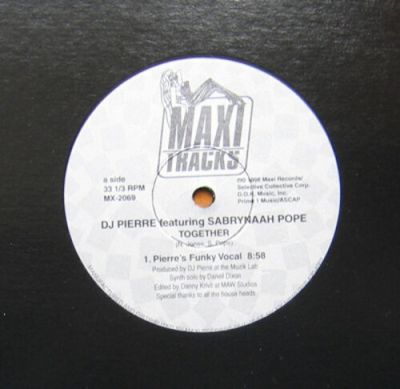 MAXI
TRACKS
a side
33 1/3 RPM
MX-2069
1998 Maxi Records/
Selective Collective Corp.
D.O.K. Music, Inc.
Prime 1 Music/ASCAP
DJ PIERRE featuring SABRYNAAH POPE
TOGETHER
(N. Jones, S. Pope)
1. Pierre's Funky Vocal 8:58
Produced by DJ Pierre at the Muzik Lab
Synth solo by Darvill Dixon
Edited by Danny Krivit at MAW Studios
Special thanks to all the house heads